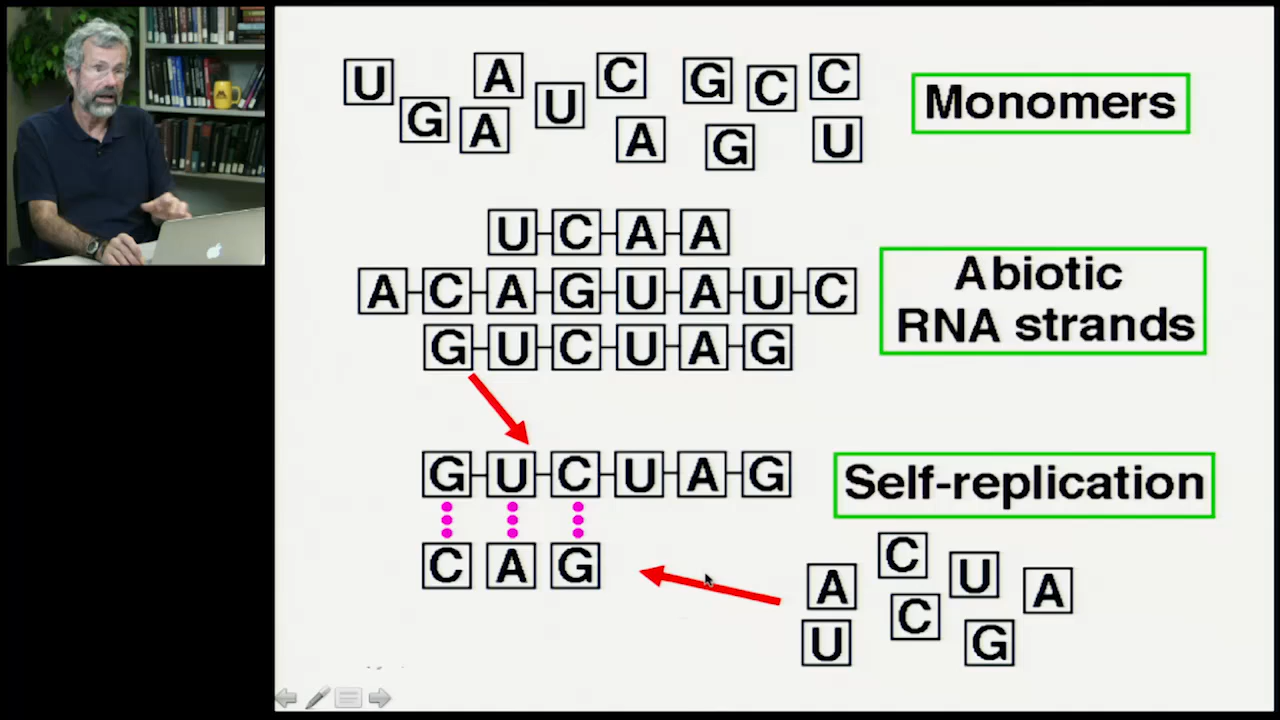 U G A A U C A G G C C U
Monomers
U-C-A-A
A-C-A-G-U-A-U-C
G-U-C-U-A-G
Abiotic
RNA strands
G-U-C-U-A-G
Self-replication
C A G
A U C C U G A